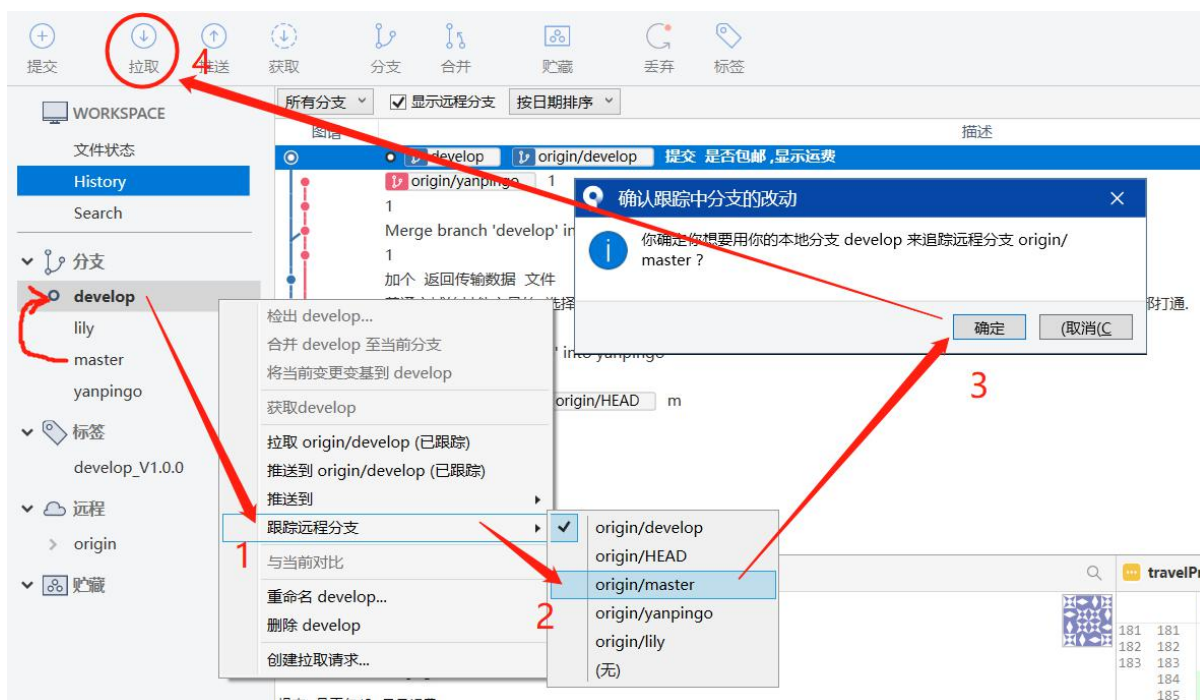 提交 拉取 推送 获取 分支 合并 贮藏 丢弃 标签
4
所有分支 显示远程分支 按日期排序
图谱 描述
WORKSPACE
文件状态
History
Search
develop origin/develop 提交 是否包邮 ,显示运费
origin/yanpingo 1
1
Merge branch 'develop' in
1
加个 返回传输数据 文件
确认跟踪中分支的改动
你确定你想要用你的本地分支 develop 来追踪远程分支 origin/
master ?
确定 (取消(C
3
部打通.
' into yanpingo
origin/HEAD m
分支
develop
lily
master
yanpingo
标签
develop_V1.0.0
远程
origin
贮藏
检出 develop...
合并 develop 至当前分支
将当前变更变基到 develop
获取develop
拉取 origin/develop (已跟踪)
推送到 origin/develop (已跟踪)
推送到
跟踪远程分支
1
与当前对比
重命名 develop...
删除 develop
创建拉取请求...
origin/develop
origin/HEAD
origin/master
2
origin/yanpingo
origin/lily
(无)
travelPr
181 181
182 182
183 183
184
185